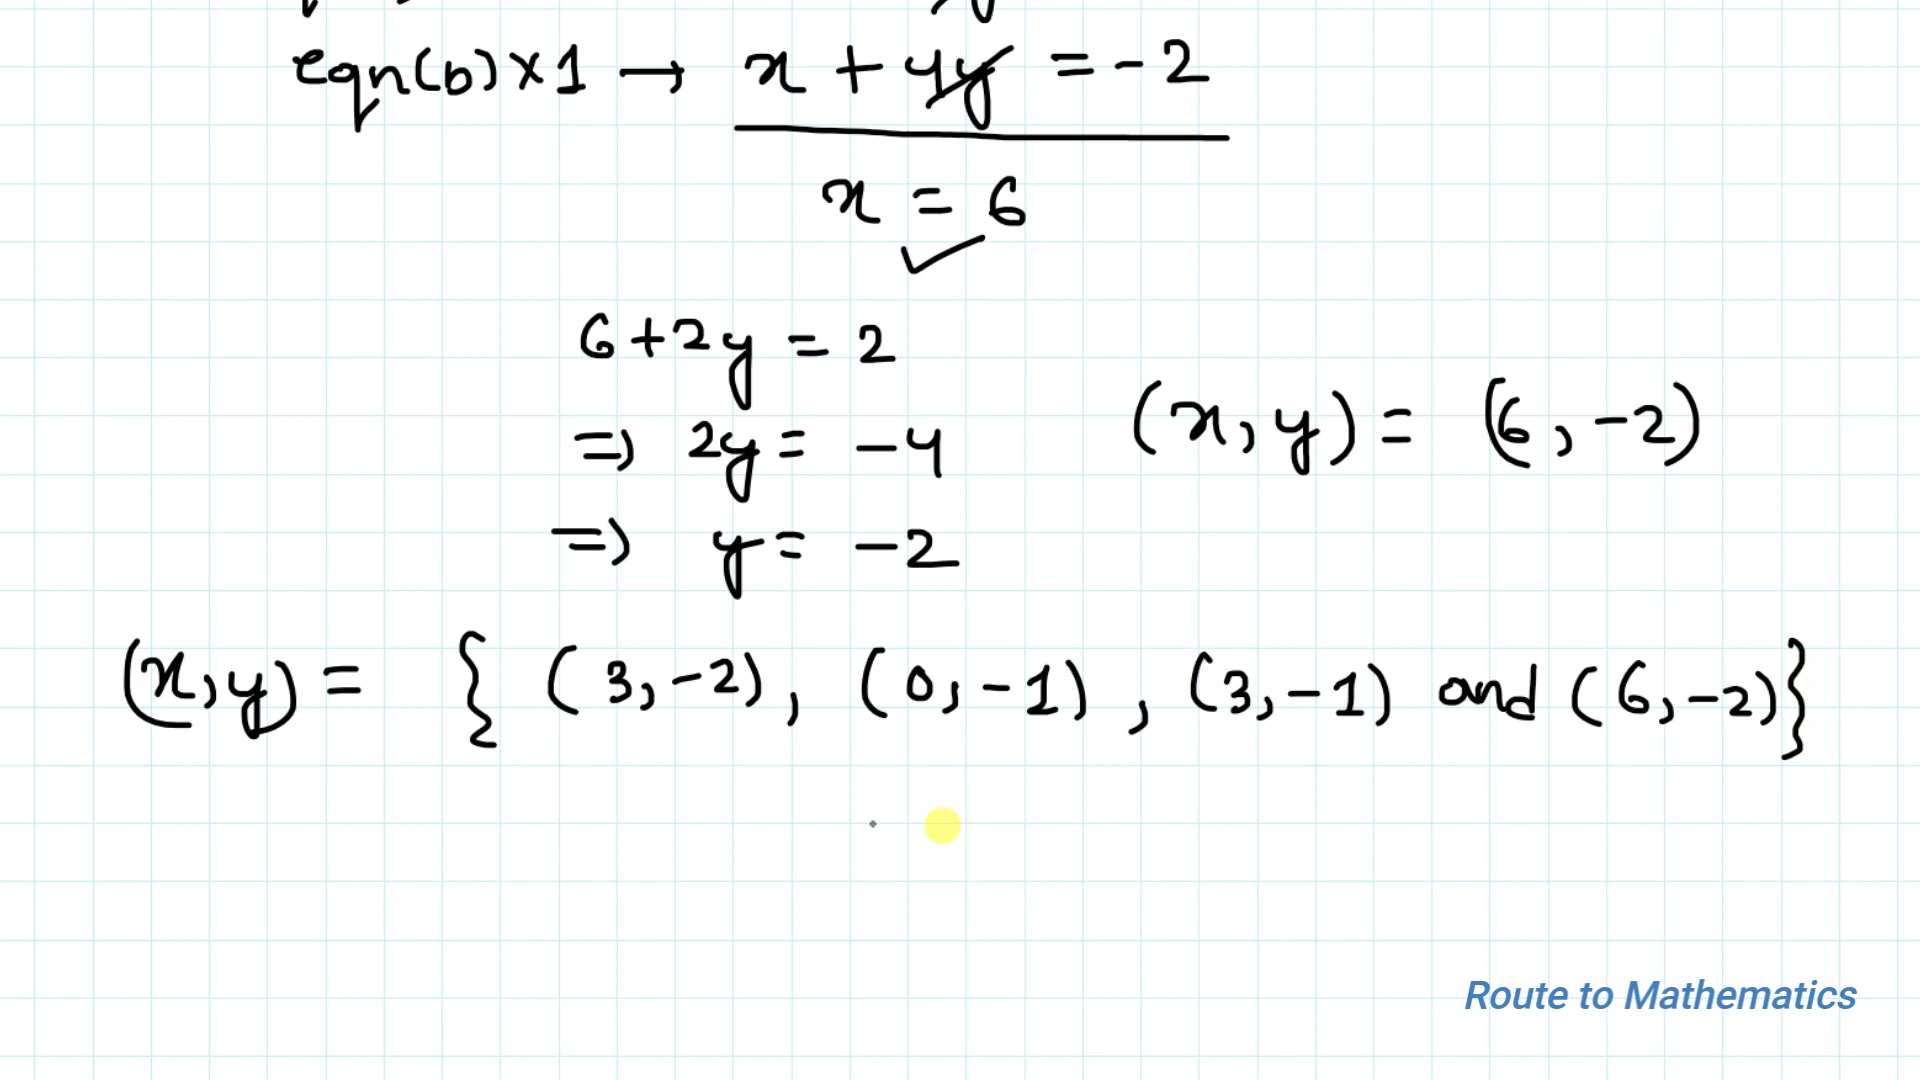 eqn(b)×1 → x + 4y = -2
x = 6
6+2y = 2
=> 2y = -4
(x,y) = (6,-2)
=> y = -2
(x,y) = { (3,-2), (0,-1), (3,-1) and (6,-2)}
Route to Mathematics